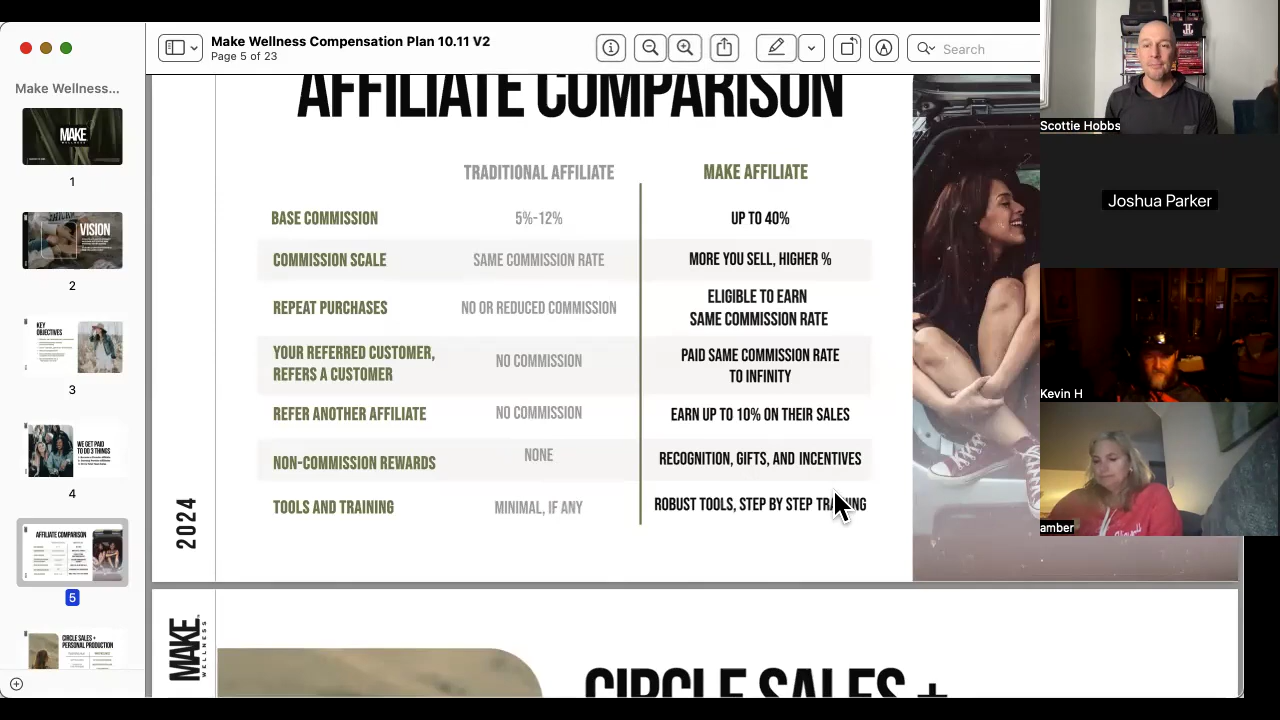 Make Wellness Compensation Plan 10.11 V2
Page 5 of 23
Search
Make Wellness...
MAKE
1
VISION
2
KEY
OBJECTIVES
3
WE GET PAID
TO DO 3 THINGS
4
AFFILIATE COMPARISON
5
CIRCLE SALES +
PERSONAL PRODUCTION
AFFILIATE COMPARISON
TRADITIONAL AFFILIATE MAKE AFFILIATE
BASE COMMISSION 5%-12% UP TO 40%
COMMISSION SCALE SAME COMMISSION RATE MORE YOU SELL, HIGHER %
REPEAT PURCHASES NO OR REDUCED COMMISSION ELIGIBLE TO EARN
SAME COMMISSION RATE
YOUR REFERRED CUSTOMER,
REFERS A CUSTOMER NO COMMISSION PAID SAME COMMISSION RATE
TO INFINITY
REFER ANOTHER AFFILIATE NO COMMISSION EARN UP TO 10% ON THEIR SALES
NON-COMMISSION REWARDS NONE RECOGNITION, GIFTS, AND INCENTIVES
TOOLS AND TRAINING MINIMAL, IF ANY ROBUST TOOLS, STEP BY STEP TRAINING
2024
MAKE
WELLNESS
CIRCLE SALES +
Scottie Hobbs
Joshua Parker
Kevin H
amber